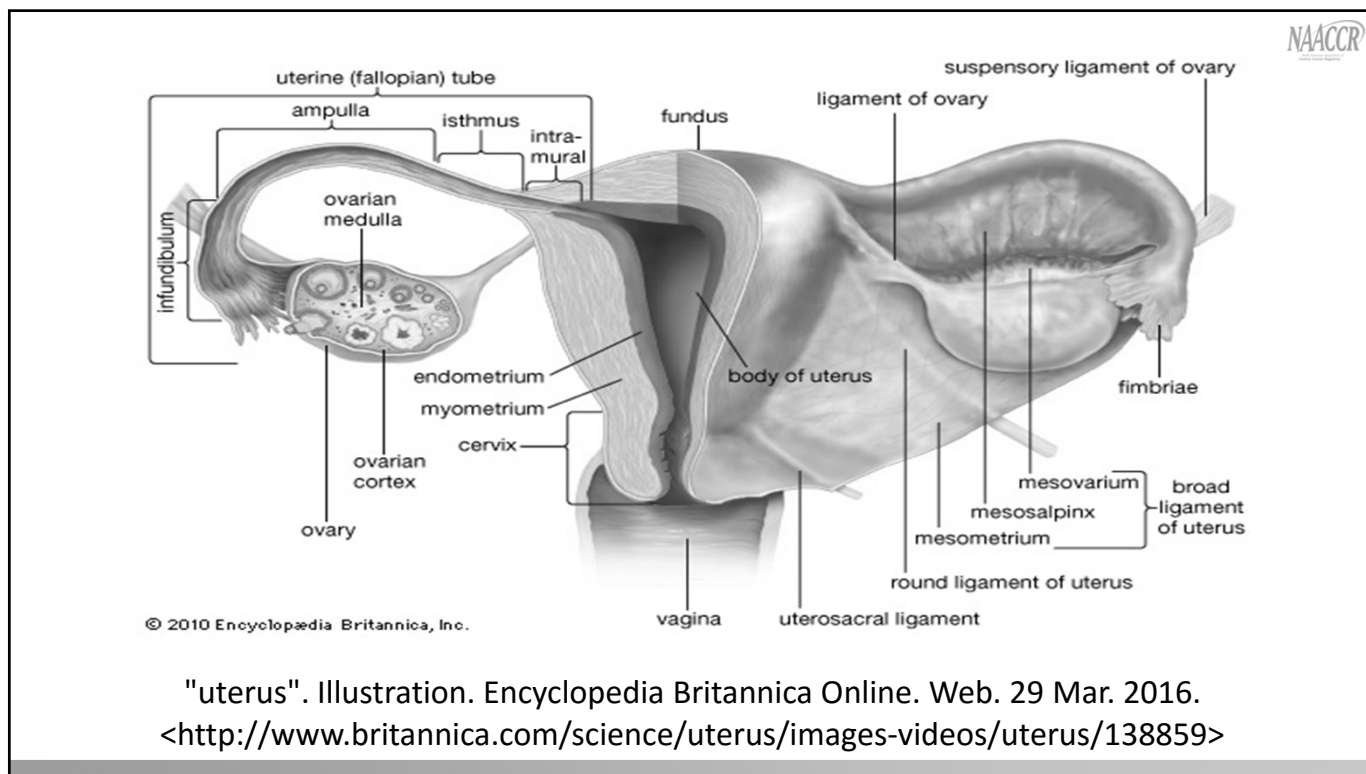 NAACCR
suspensory ligament of ovary
uterine (fallopian) tube
ligament of ovary
ampulla
isthmus
fundus
intra-
mural
ovarian
medulla
infundibulum
endometrium
body of uterus
myometrium
fimbriae
cervix
ovarian
cortex
mesovarium
broad
ligament
of uterus
mesosalpinx
ovary
mesometrium
round ligament of uterus
vagina
uterosacral ligament
© 2010 Encyclopædia Britannica, Inc.
"uterus". Illustration. Encyclopedia Britannica Online. Web. 29 Mar. 2016.
<http://www.britannica.com/science/uterus/images-videos/uterus/138859>